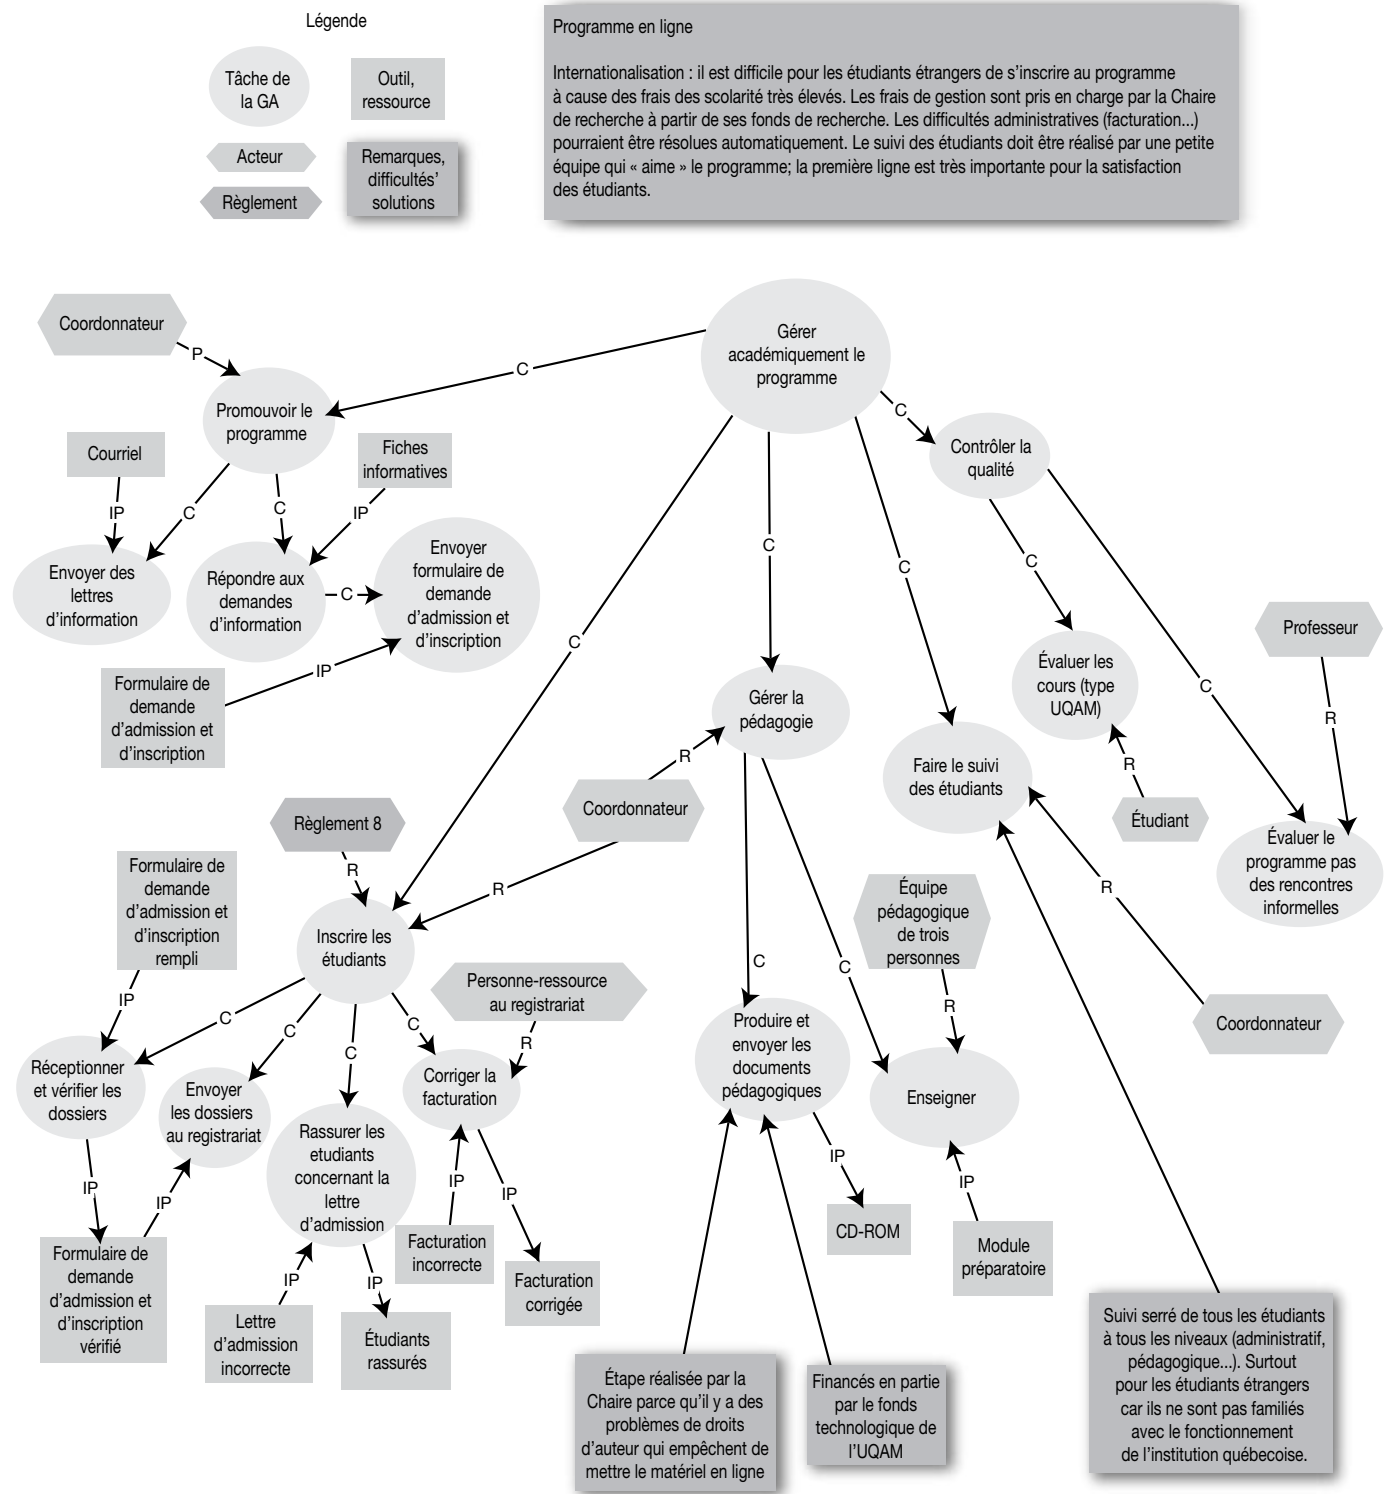 Légende
Tâche de
la GA
Outil,
ressource
Acteur
Règlement
Remarques,
difficultés'
solutions
Programme en ligne
Internationalisation : il est difficile pour les étudiants étrangers de s'inscrire au programme
à cause des frais des scolarité très élevés. Les frais de gestion sont pris en charge par la Chaire
de recherche à partir de ses fonds de recherche. Les difficultés administratives (facturation...)
pourraient être résolues automatiquement. Le suivi des étudiants doit être réalisé par une petite
équipe qui « aime » le programme; la première ligne est très importante pour la satisfaction
des étudiants.
Coordonnateur
P
Gérer
académiquement le
programme
C
C
Promouvoir le
programme
Courriel
Fiches
informatives
Contrôler la
qualité
IP
C
C
IP
Envoyer des
lettres
d'information
Répondre aux
demandes
d'information
C
Envoyer
formulaire de
demande
d'admission et
d'inscription
C
C
C
C
C
IP
Formulaire de
demande
d'admission et
d'inscription
Gérer la
pédagogie
Évaluer les
cours (type
UQAM)
Professeur
R
R
R
Coordonnateur
Faire le suivi
des étudiants
Étudiant
Règlement 8
R
R
R
Formulaire de
demande
d'admission et
d'inscription
rempli
Inscrire les
étudiants
Équipe
pédagogique
de trois
personnes
Évaluer le
programme pas
des rencontres
informelles
Personne-ressource
au registrariat
C
C
R
Coordonnateur
IP
C
C
C
C
R
Réceptionner
et vérifier les
dossiers
Envoyer
les dossiers
au registrariat
Corriger la
facturation
Produire et
envoyer les
documents
pédagogiques
Enseigner
Rassurer les
etudiants
concernant la
lettre
d'admission
IP
IP
IP
IP
IP
IP
Formulaire de
demande
d'admission et
d'inscription
vérifié
Facturation
incorrecte
Facturation
corrigée
CD-ROM
Module
préparatoire
IP
IP
Lettre
d'admission
incorrecte
Étudiants
rassurés
Étape réalisée par la
Chaire parce qu'il y a des
problèmes de droits
d'auteur qui empêchent de
mettre le matériel en ligne
Financés en partie
par le fonds
technologique de
l'UQAM
Suivi serré de tous les étudiants
à tous les niveaux (administratif,
pédagogique...). Surtout
pour les étudiants étrangers
car ils ne sont pas familiés
avec le fonctionnement
de l'institution québecoise.